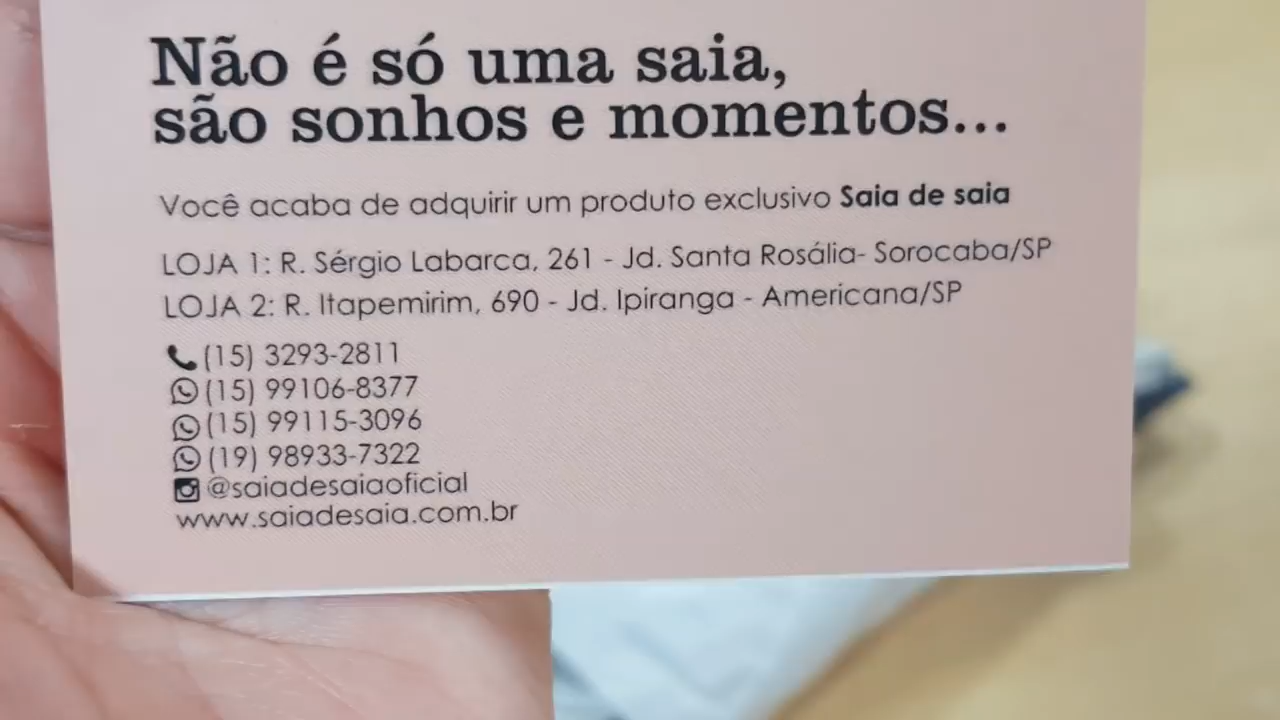 Não é só uma saia,
são sonhos e momentos...
Você acaba de adquirir um produto exclusivo Saia de saia
LOJA 1: R. Sérgio Labarca, 261 - Jd. Santa Rosália- Sorocaba/SP
LOJA 2: R. Itapemirim, 690 - Jd. Ipiranga - Americana/SP
(15) 3293-2811
(15) 99106-8377
(15) 99115-3096
(19) 98933-7322
@saiadesaiaoficial
www.saiadesaia.com.br